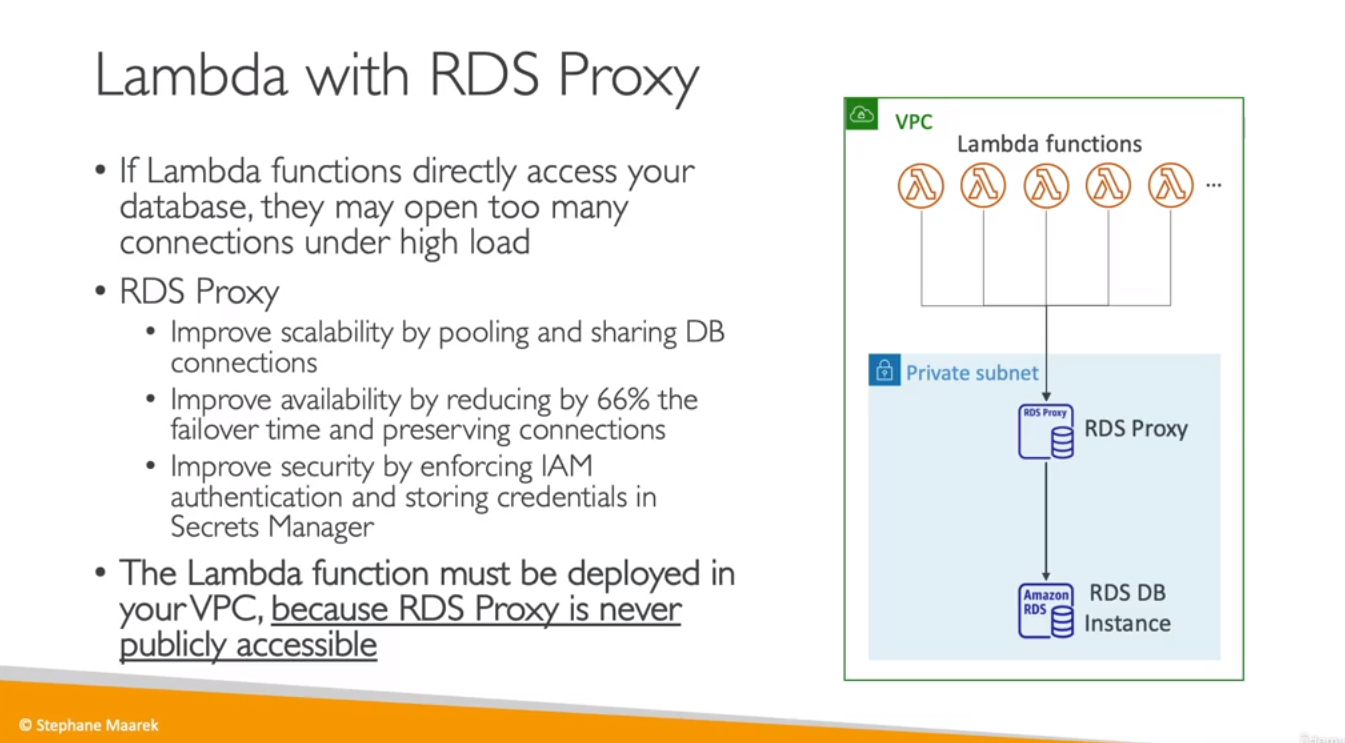 Lambda with RDS Proxy
• If Lambda functions directly access your
database, they may open too many
connections under high load
• RDS Proxy
• Improve scalability by pooling and sharing DB
connections
• Improve availability by reducing by 66% the
failover time and preserving connections
• Improve security by enforcing IAM
authentication and storing credentials in
Secrets Manager
• The Lambda function must be deployed in
your VPC, because RDS Proxy is never
publicly accessible
VPC
Lambda functions
...
Private subnet
RDS Proxy
RDS Proxy
Amazon
RDS
RDS DB
Instance
© Stephane Maarek